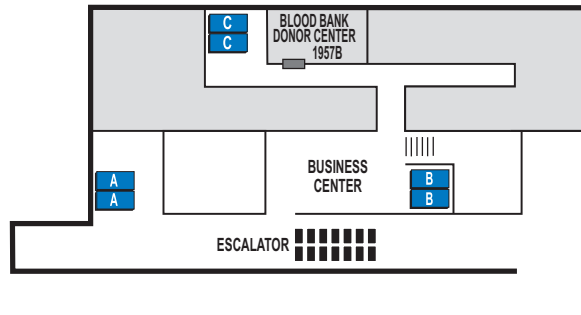 C
C
BLOOD BANK
DONOR CENTER
1957B
BUSINESS
CENTER
A
A
B
B
ESCALATOR